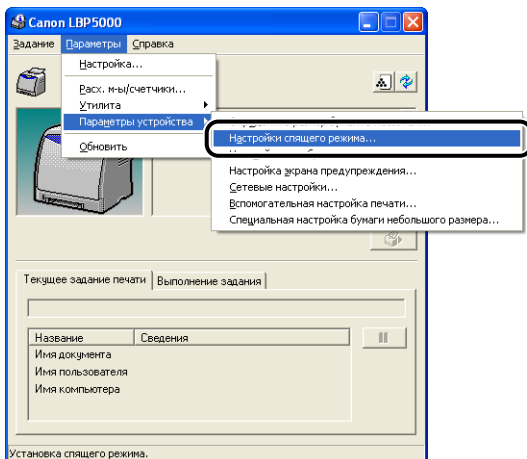 Canon LBP5000
Задание Параметры Справка
Настройка...
Расх. м-ы/счетчики...
Утилита
Параметры устройства
Обновить
Настройки спящего режима...
Настройка экрана предупреждения...
Сетевые настройки...
Вспомогательная настройка печати...
Специальная настройка бумаги небольшого размера...
Текущее задание печати Выполнение задания
Название Сведения
Имя документа
Имя пользователя
Имя компьютера
Установка спящего режима.